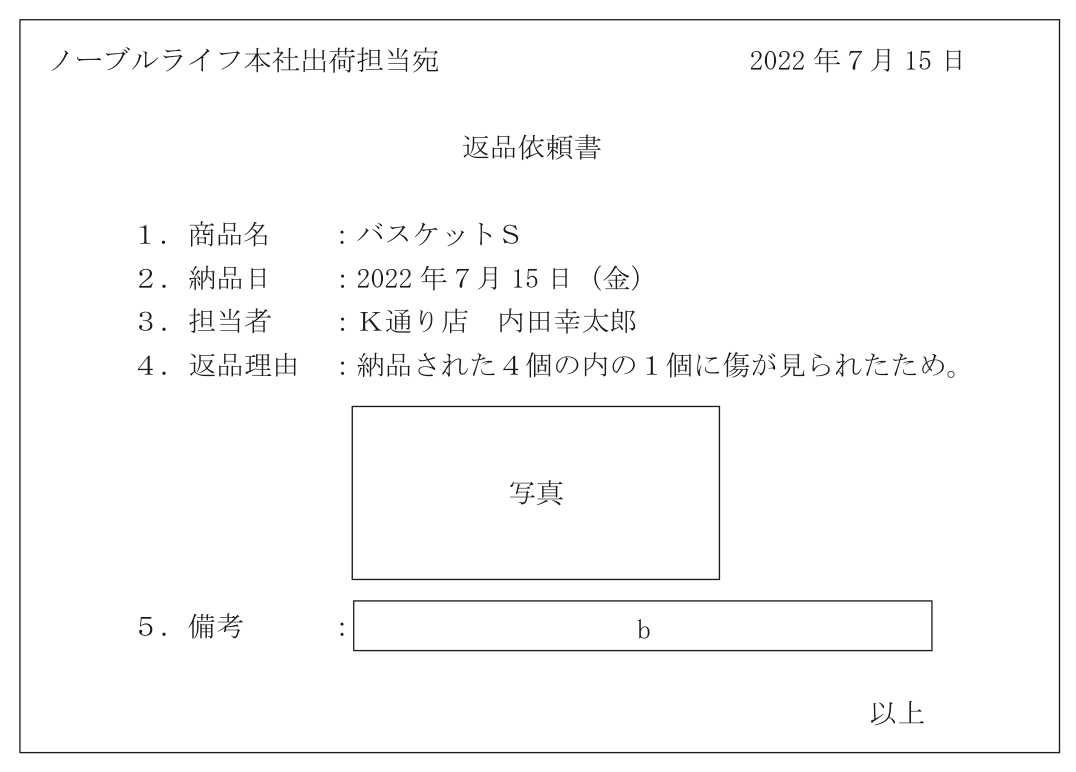 ノーブルライフ本社出荷担当宛　2022年７月15日
返品依頼書
１．商品名　：バスケットＳ
２．納品日　：2022年７月15日（金）
３．担当者　：Ｋ通り店　内田幸太郎
４．返品理由　：納品された４個の内の１個に傷が見られたため。
写真
５．備考　：b
以上